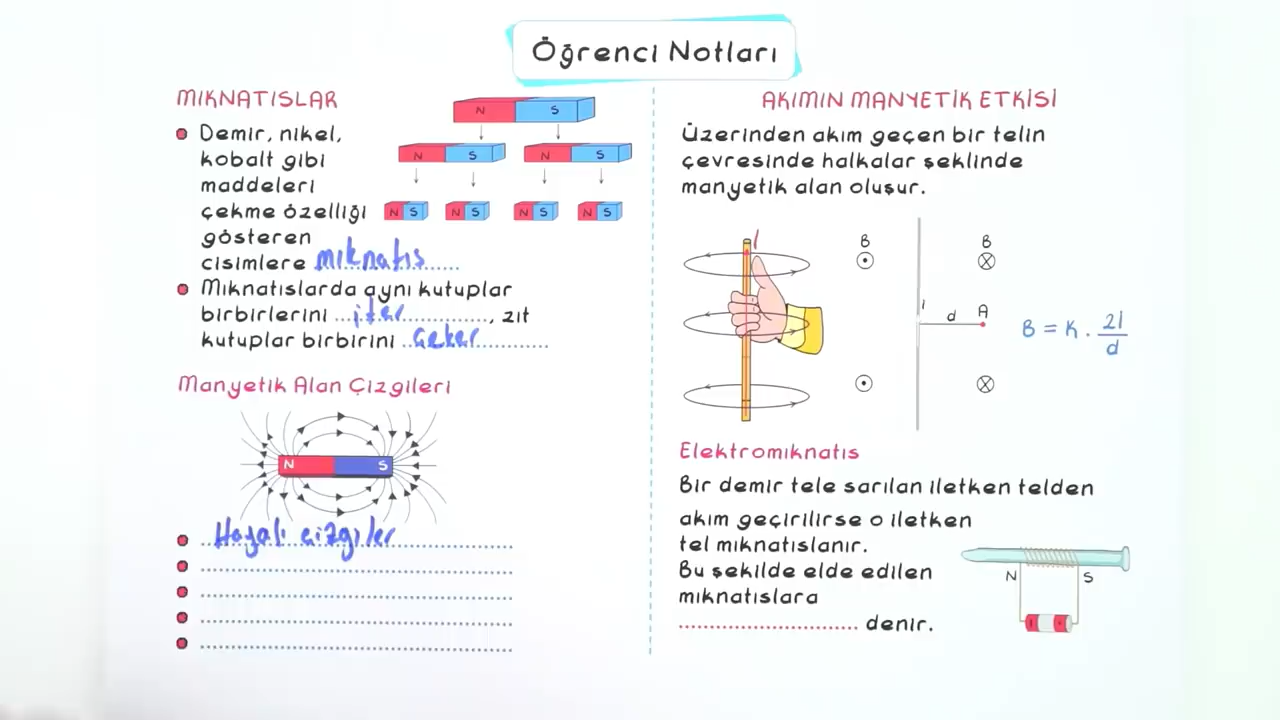 Öğrenci Notları
MIKNATISLAR
Demir, nikel,
kobalt gibi
maddeleri
çekme özelliği
gösteren
cisimlere mıknatıs
Mıknatıslarda aynı kutuplar
birbirlerini iter, zıt
kutuplar birbirini çeker
N S
N S N S
N S N S N S N S
Manyetik Alan Çizgileri
N S
Hayali çizgiler
AKIMIN MANYETİK ETKİSİ
Üzerinden akım geçen bir telin
çevresinde halkalar şeklinde
manyetik alan oluşur.
I
B B
i d A
B = K . 2I/d
Elektromıknatıs
Bir demir tele sarılan iletken telden
akım geçirilirse o iletken
tel mıknatıslanır.
Bu şekilde elde edilen
mıknatıslara
denir.
N S